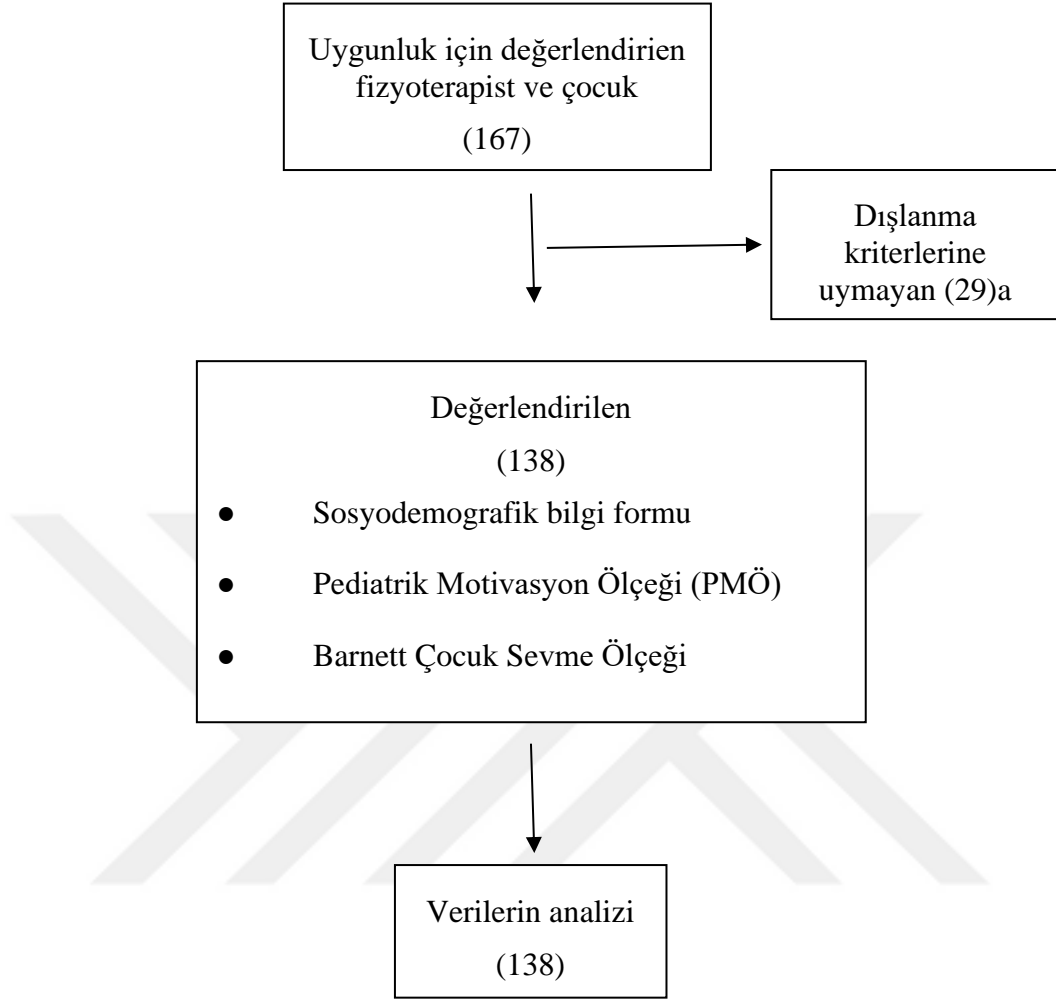 Uygunluk için değerlendirien
fizyoterapist ve çocuk
(167)
Dışlanma
kriterlerine
uymayan (29)a
Değerlendirilen
(138)
● Sosyodemografik bilgi formu
● Pediatrik Motivasyon Ölçeği (PMÖ)
● Barnett Çocuk Sevme Ölçeği
Verilerin analizi
(138)